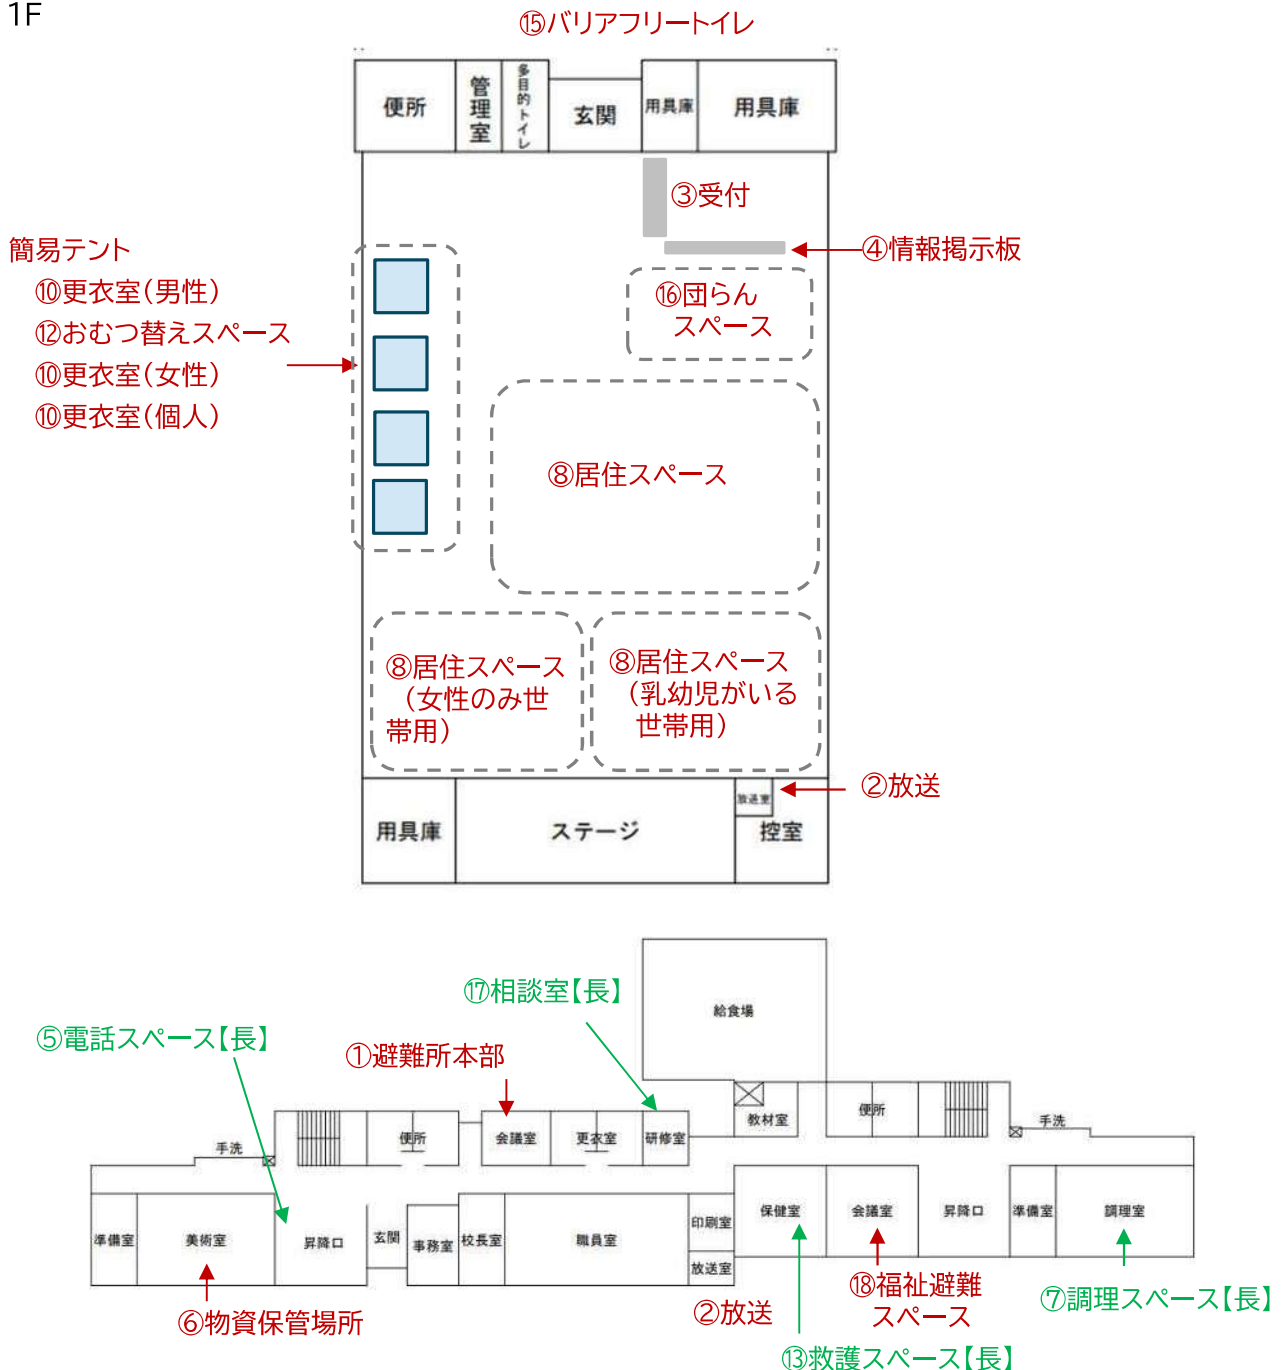 1F
⑮バリアフリートイレ
便所
管理室
多目的トイレ
玄関
用具庫
用具庫
③受付
④情報掲示板
簡易テント
⑩更衣室（男性）
⑫おむつ替えスペース
⑩更衣室（女性）
⑩更衣室（個人）
⑯団らん
スペース
⑧居住スペース
⑧居住スペース
（女性のみ世
帯用）
⑧居住スペース
（乳幼児がいる
世帯用）
②放送
放送室
用具庫
ステージ
控室
⑰相談室【長】
給食場
⑤電話スペース【長】
①避難所本部
教材室
便所
手洗
手洗
便所
会議室
更衣室
研修室
準備室
美術室
昇降口
玄関
事務室
校長室
職員室
印刷室
放送室
保健室
会議室
昇降口
準備室
調理室
⑥物資保管場所
②放送
⑱福祉避難
スペース
⑦調理スペース【長】
⑬救護スペース【長】